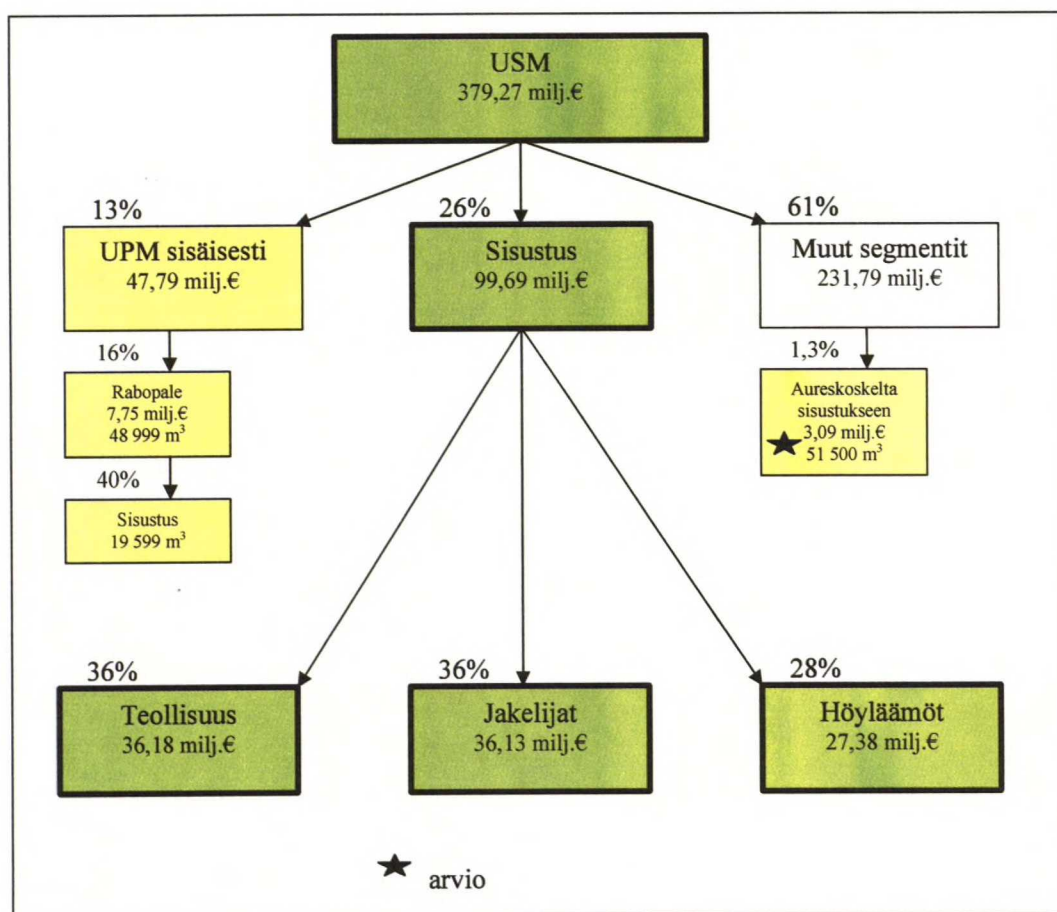 USM
379,27 milj.€
13%
UPM sisäisesti
47,79 milj.€
26%
Sisustus
99,69 milj.€
61%
Muut segmentit
231,79 milj.€
16%
Rabopale
7,75 milj.€
48 999 m³
40%
Sisustus
19 599 m³
1,3%
Aureskoskelta
sisustukseen
3,09 milj.€
51 500 m³
36%
Teollisuus
36,18 milj.€
36%
Jakelijat
36,13 milj.€
28%
Höyläämöt
27,38 milj.€
arvio